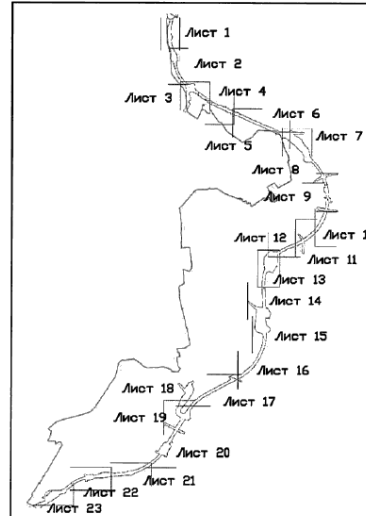 Лист 1
Лист 2
Лист 3
Лист 4
Лист 5
Лист 6
Лист 7
Лист 8
Лист 9
Лист 1
Лист 11
Лист 12
Лист 13
Лист 14
Лист 15
Лист 16
Лист 17
Лист 18
Лист 19
Лист 20
Лист 21
Лист 22
Лист 23